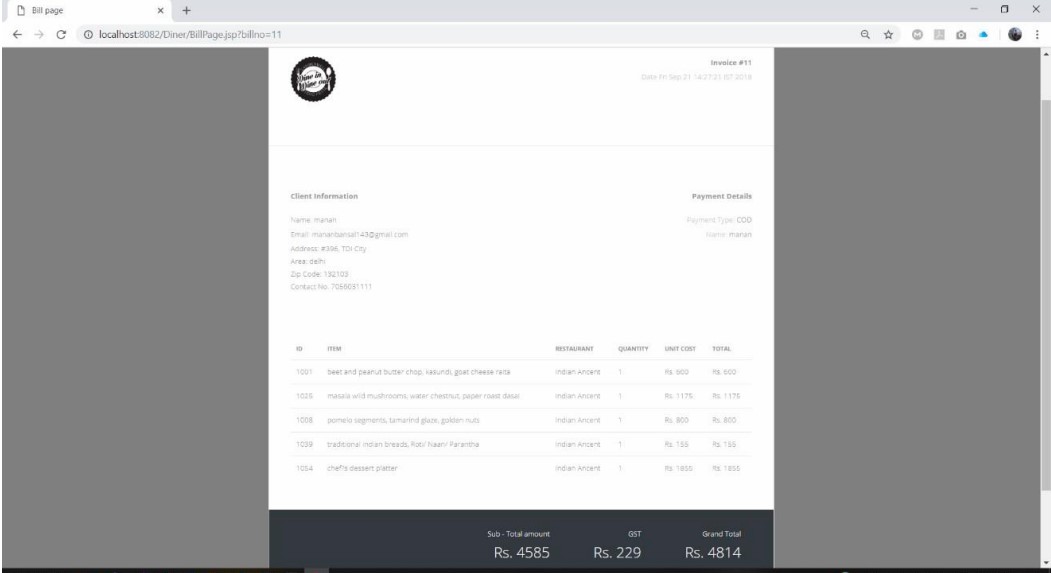 Bill page
localhost:8082/Diner/BillPage.jsp?billno=11
Dine in
Wine out
Invoice #11
Date Fri Sep 21 14:27:21 IST 2018
Client Information
Payment Details
Name: manan
Payment Type: COD
Email: mananbansal143@gmail.com
Name: manan
Address: #396, TDI City
Area: delhi
Zip Code: 132103
Contact No. 7056031111
ID ITEM RESTAURANT QUANTITY UNIT COST TOTAL
1001 beet and peanut butter chop, kasundi, goat cheese raita Indian Ancent 1 Rs. 600 Rs. 600
masala wild mushrooms, water chestnut, paper roast dasai Indian Ancent 1 Rs. 1175 Rs. 1175
1008 pomelo segments, tamarind glaze, golden nuts Indian Ancent 1 Rs. 800 Rs. 800
1039 traditional indian breads, Roti/ Naan/ Parantha Indian Ancent 1 Rs. 155 Rs. 155
1054 chef?s dessert platter Indian Ancent 1 Rs. 1855 Rs. 1855
Sub - Total amount GST Grand Total
Rs. 4585 Rs. 229 Rs. 4814